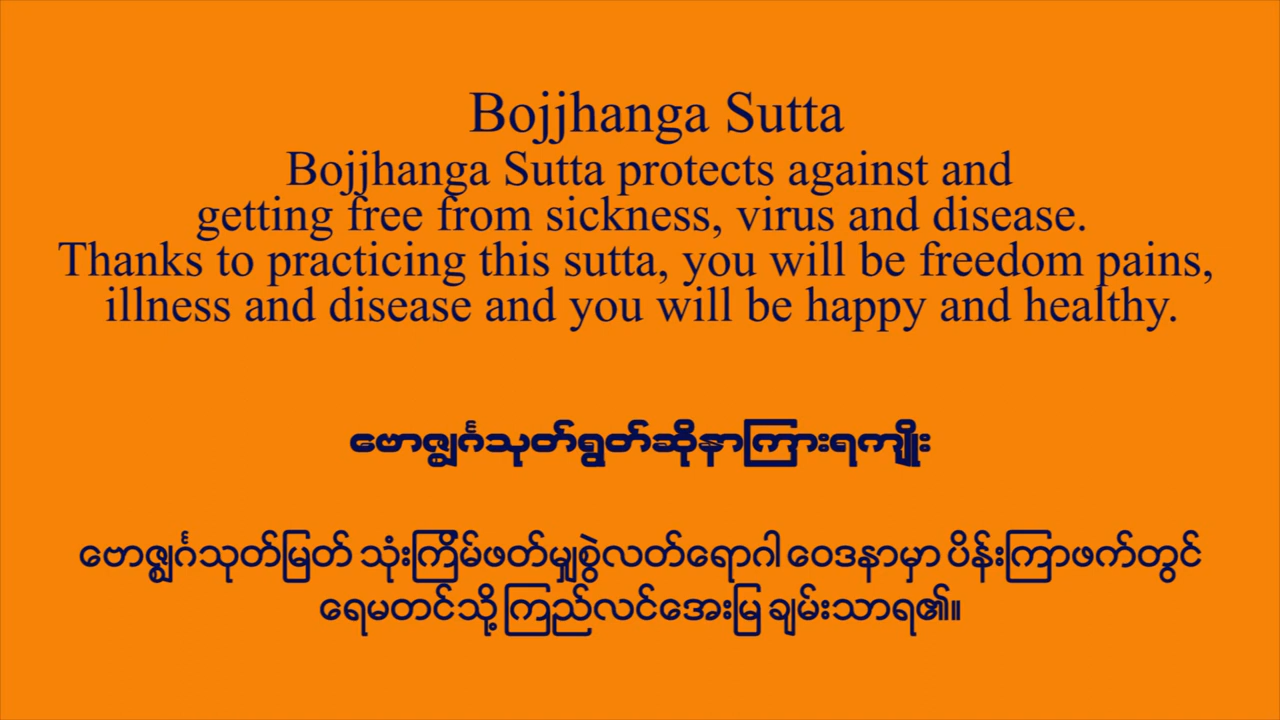 Bojjhanga Sutta
Bojjhanga Sutta protects against and
getting free from sickness, virus and disease.
Thanks to practicing this sutta, you will be freedom pains,
illness and disease and you will be happy and healthy.
ဗောဇ္ဈင်္ဂသုတ်ရွတ်ဆိုနာကြားရကျိုး
ဗောဇ္ဈင်္ဂသုတ်မြတ် သုံးကြိမ်ဖတ်မျှစွဲလတ်ရောဂါ ဝေဒနာမှာ ပိန်းကြာဖက်တွင်
ရေမတင်သို့ ကြည်လင်အေးမြ ချမ်းသာရ၏။